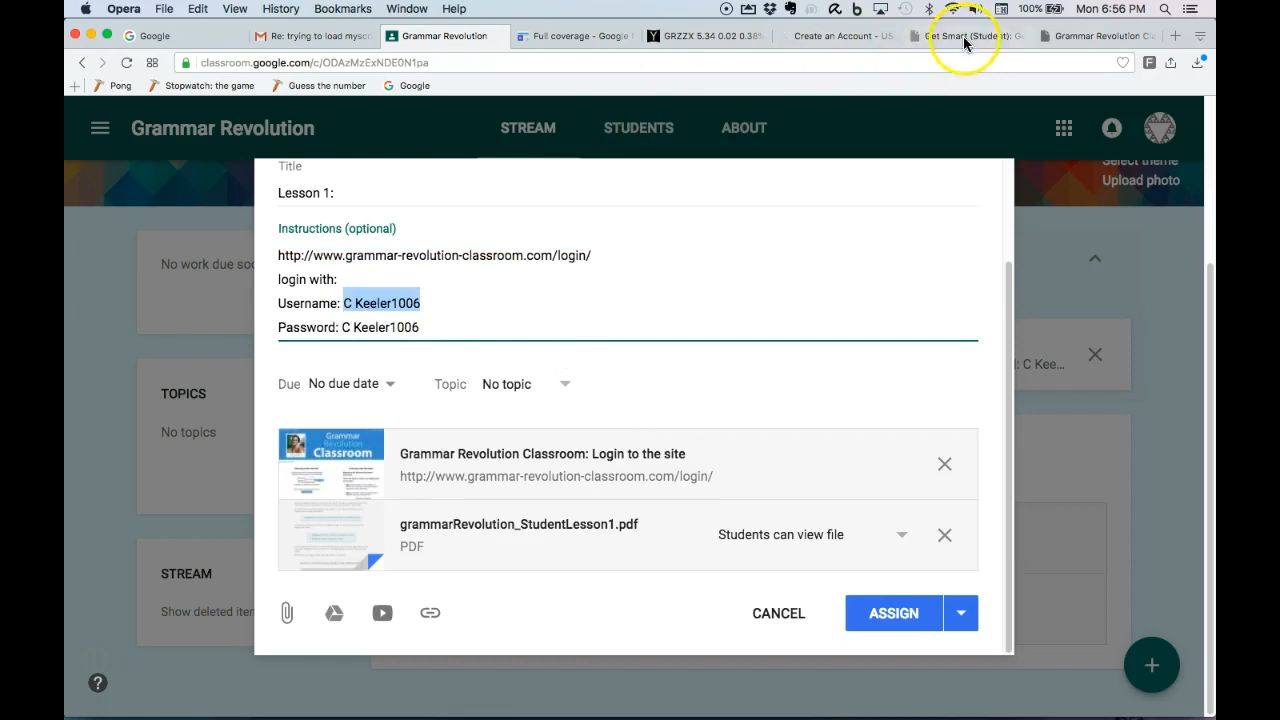 Opera File Edit View History Bookmarks Window Help 100% Mon 6:56 PM
Google Re: trying to load myscri Grammar Revolution Full coverage - Google GRZZX 5.34 0.02 0.38% Create an Account - US Get Smart (Student): G Grammar Revolution Cla
classroom.google.com/c/ODAzMzExNDE0N1pa
Pong Stopwatch: the game Guess the number Google
Grammar Revolution STREAM STUDENTS ABOUT
Select theme
Upload photo
Title
Lesson 1:
Instructions (optional)
http://www.grammar-revolution-classroom.com/login/
login with:
Username: C Keeler1006
Password: C Keeler1006
No work due soo
l: C Kee...
Due No due date Topic No topic
TOPICS
No topics
Grammar Revolution Classroom
Grammar Revolution Classroom: Login to the site
http://www.grammar-revolution-classroom.com/login/
grammarRevolution_StudentLesson1.pdf
PDF
Students can view file
STREAM
Show deleted iter
CANCEL ASSIGN